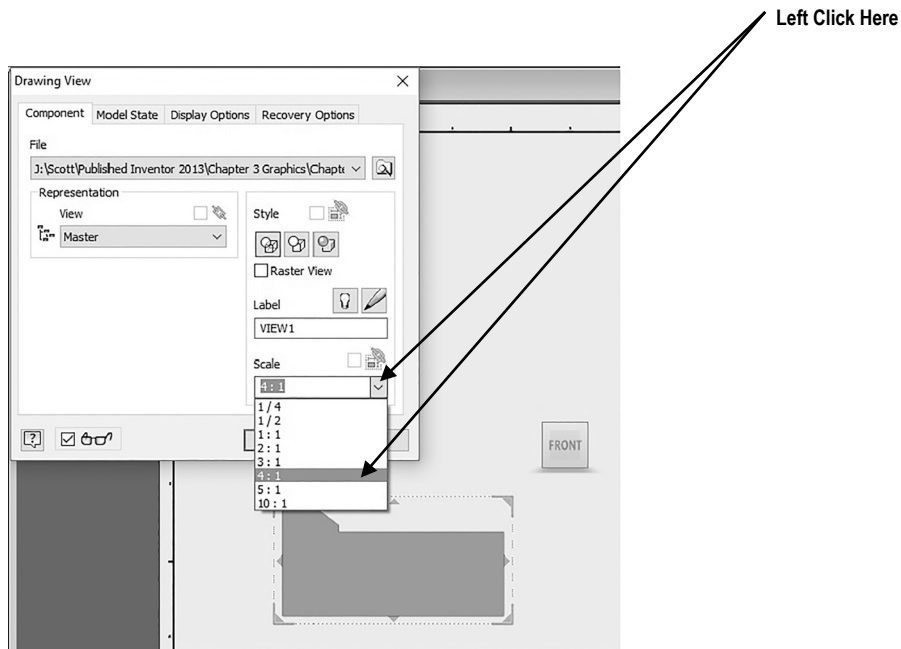 Left Click Here
Drawing View
Component Model State Display Options Recovery Options
File
J:\Scott\Published Inventor 2013\Chapter 3 Graphics\Chapte
Representation
View
Master
Style
Raster View
Label
VIEW1
Scale
4 : 1
1 / 4
1 / 2
1 : 1
2 : 1
3 : 1
4 : 1
5 : 1
10 : 1
FRONT